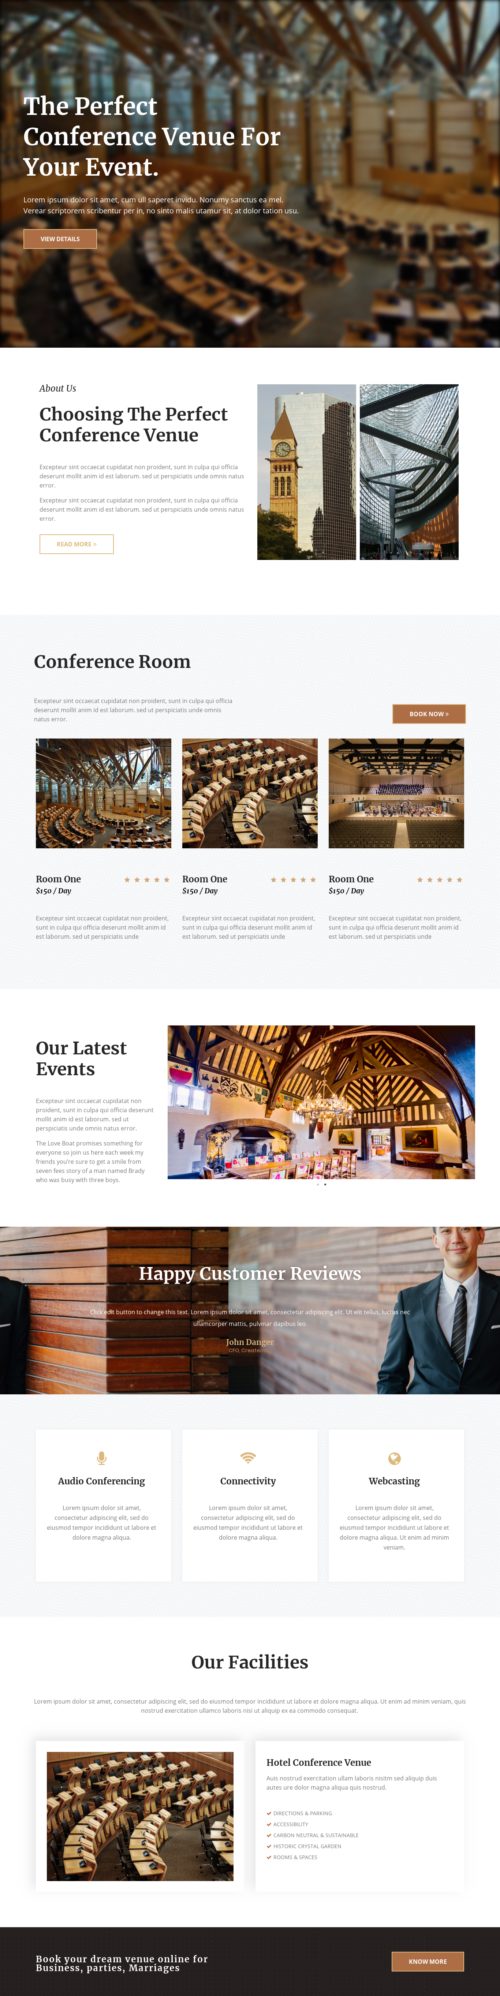 The Perfect
Conference Venue For
Your Event.
Lorem ipsum dolor sit amet, cum ull saperet invidu. Nonumy sanctus ea mel.
Verear scriptorem scribentur per in, no sinto malis utamur sit, at dolor tation usu.
VIEW DETAILS
About Us
Choosing The Perfect
Conference Venue
Excepteur sint occaecat cupidatat non proident, sunt in culpa qui officia
deserunt mollit anim id est laborum. sed ut perspiciatis unde omnis natus
error.
Excepteur sint occaecat cupidatat non proident, sunt in culpa qui officia
deserunt mollit anim id est laborum. sed ut perspiciatis unde omnis natus
error.
READ MORE »
Conference Room
Excepteur sint occaecat cupidatat non proident, sunt in culpa qui officia
deserunt mollit anim id est laborum. sed ut perspiciatis unde omnis
natus error.
BOOK NOW »
Room One
$150 / Day
Excepteur sint occaecat cupidatat non proident,
sunt in culpa qui officia deserunt mollit anim id
est laborum. sed ut perspiciatis unde
Room One
$150 / Day
Excepteur sint occaecat cupidatat non proident,
sunt in culpa qui officia deserunt mollit anim id
est laborum. sed ut perspiciatis unde
Room One
$150 / Day
Excepteur sint occaecat cupidatat non proident,
sunt in culpa qui officia deserunt mollit anim id
est laborum. sed ut perspiciatis unde
Our Latest
Events
Excepteur sint occaecat cupidatat non
proident, sunt in culpa qui officia deserunt
mollit anim id est laborum. sed ut
perspiciatis unde omnis natus error.
The Love Boat promises something for
everyone so join us here each week my
friends you're sure to get a smile from
seven fees story of a man named Brady
who was busy with three boys.
Happy Customer Reviews
Click edit button to change this text. Lorem ipsum dolor sit amet, consectetur adipiscing elit. Ut elit tellus, luctus nec
ullamcorper mattis, pulvinar dapibus leo.
John Danger
CFO,
Audio Conferencing
Lorem ipsum dolor sit amet,
consectetur adipiscing elit, sed do
eiusmod tempor incididunt ut labore et
dolore magna aliqua.
Connectivity
Lorem ipsum dolor sit amet,
consectetur adipiscing elit, sed do
eiusmod tempor incididunt ut labore et
dolore magna aliqua.
Webcasting
Lorem ipsum dolor sit amet,
consectetur adipiscing elit, sed do
eiusmod tempor incididunt ut labore et
dolore magna aliqua. Ut enim ad minim
veniam.
Our Facilities
Lorem ipsum dolor sit amet, consectetur adipiscing elit, sed do eiusmod tempor incididunt ut labore et dolore magna aliqua. Ut enim ad minim veniam, quis
nostrud exercitation ullamco laboris nisi ut aliquip ex ea commodo consequat.
Hotel Conference Venue
Auis nostrud exercitation ullam laboris nisitm sed aliquip duis
autes ure dolor magna aliqua quis nostrud.
DIRECTIONS & PARKING
ACCESSIBILITY
CARBON NEUTRAL & SUSTAINABLE
HISTORIC CRYSTAL GARDEN
ROOMS & SPACES
Book your dream venue online for
Business, parties, Marriages
KNOW MORE